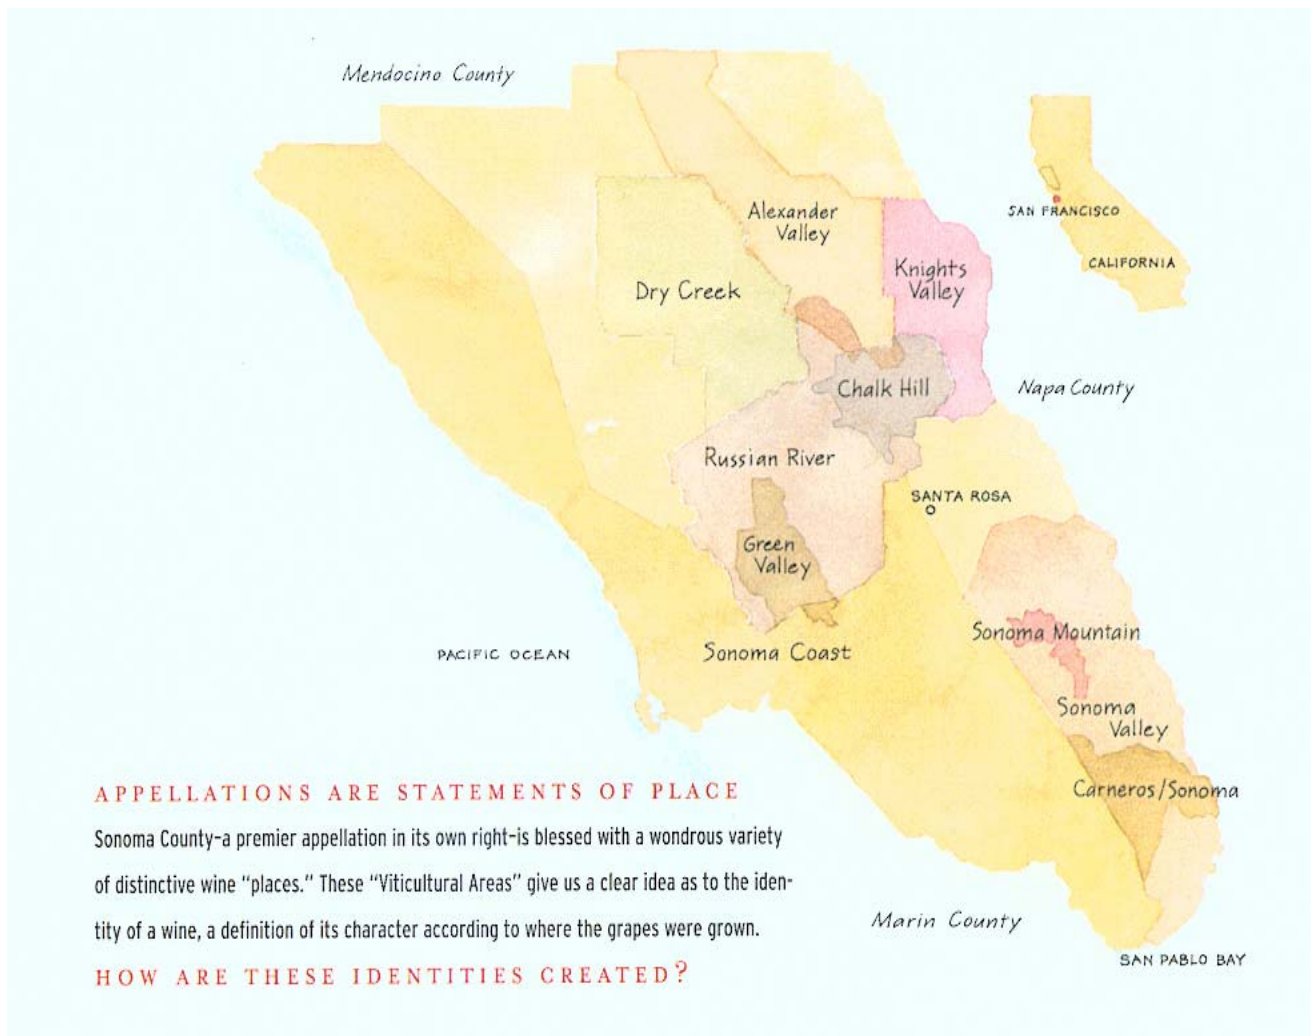 Mendocino County
SAN FRANCISCO
CALIFORNIA
Alexander
Valley
Knights
Valley
Dry Creek
Chalk Hill
Napa County
Russian River
SANTA ROSA
Green
Valley
Sonoma Mountain
PACIFIC OCEAN
Sonoma Coast
Sonoma
Valley
Carneros/Sonoma
APPELLATIONS ARE STATEMENTS OF PLACE
Sonoma County-a premier appellation in its own right-is blessed with a wondrous variety
of distinctive wine "places." These "Viticultural Areas" give us a clear idea as to the iden-
tity of a wine, a definition of its character according to where the grapes were grown.
Marin County
SAN PABLO BAY
HOW ARE THESE IDENTITIES CREATED?